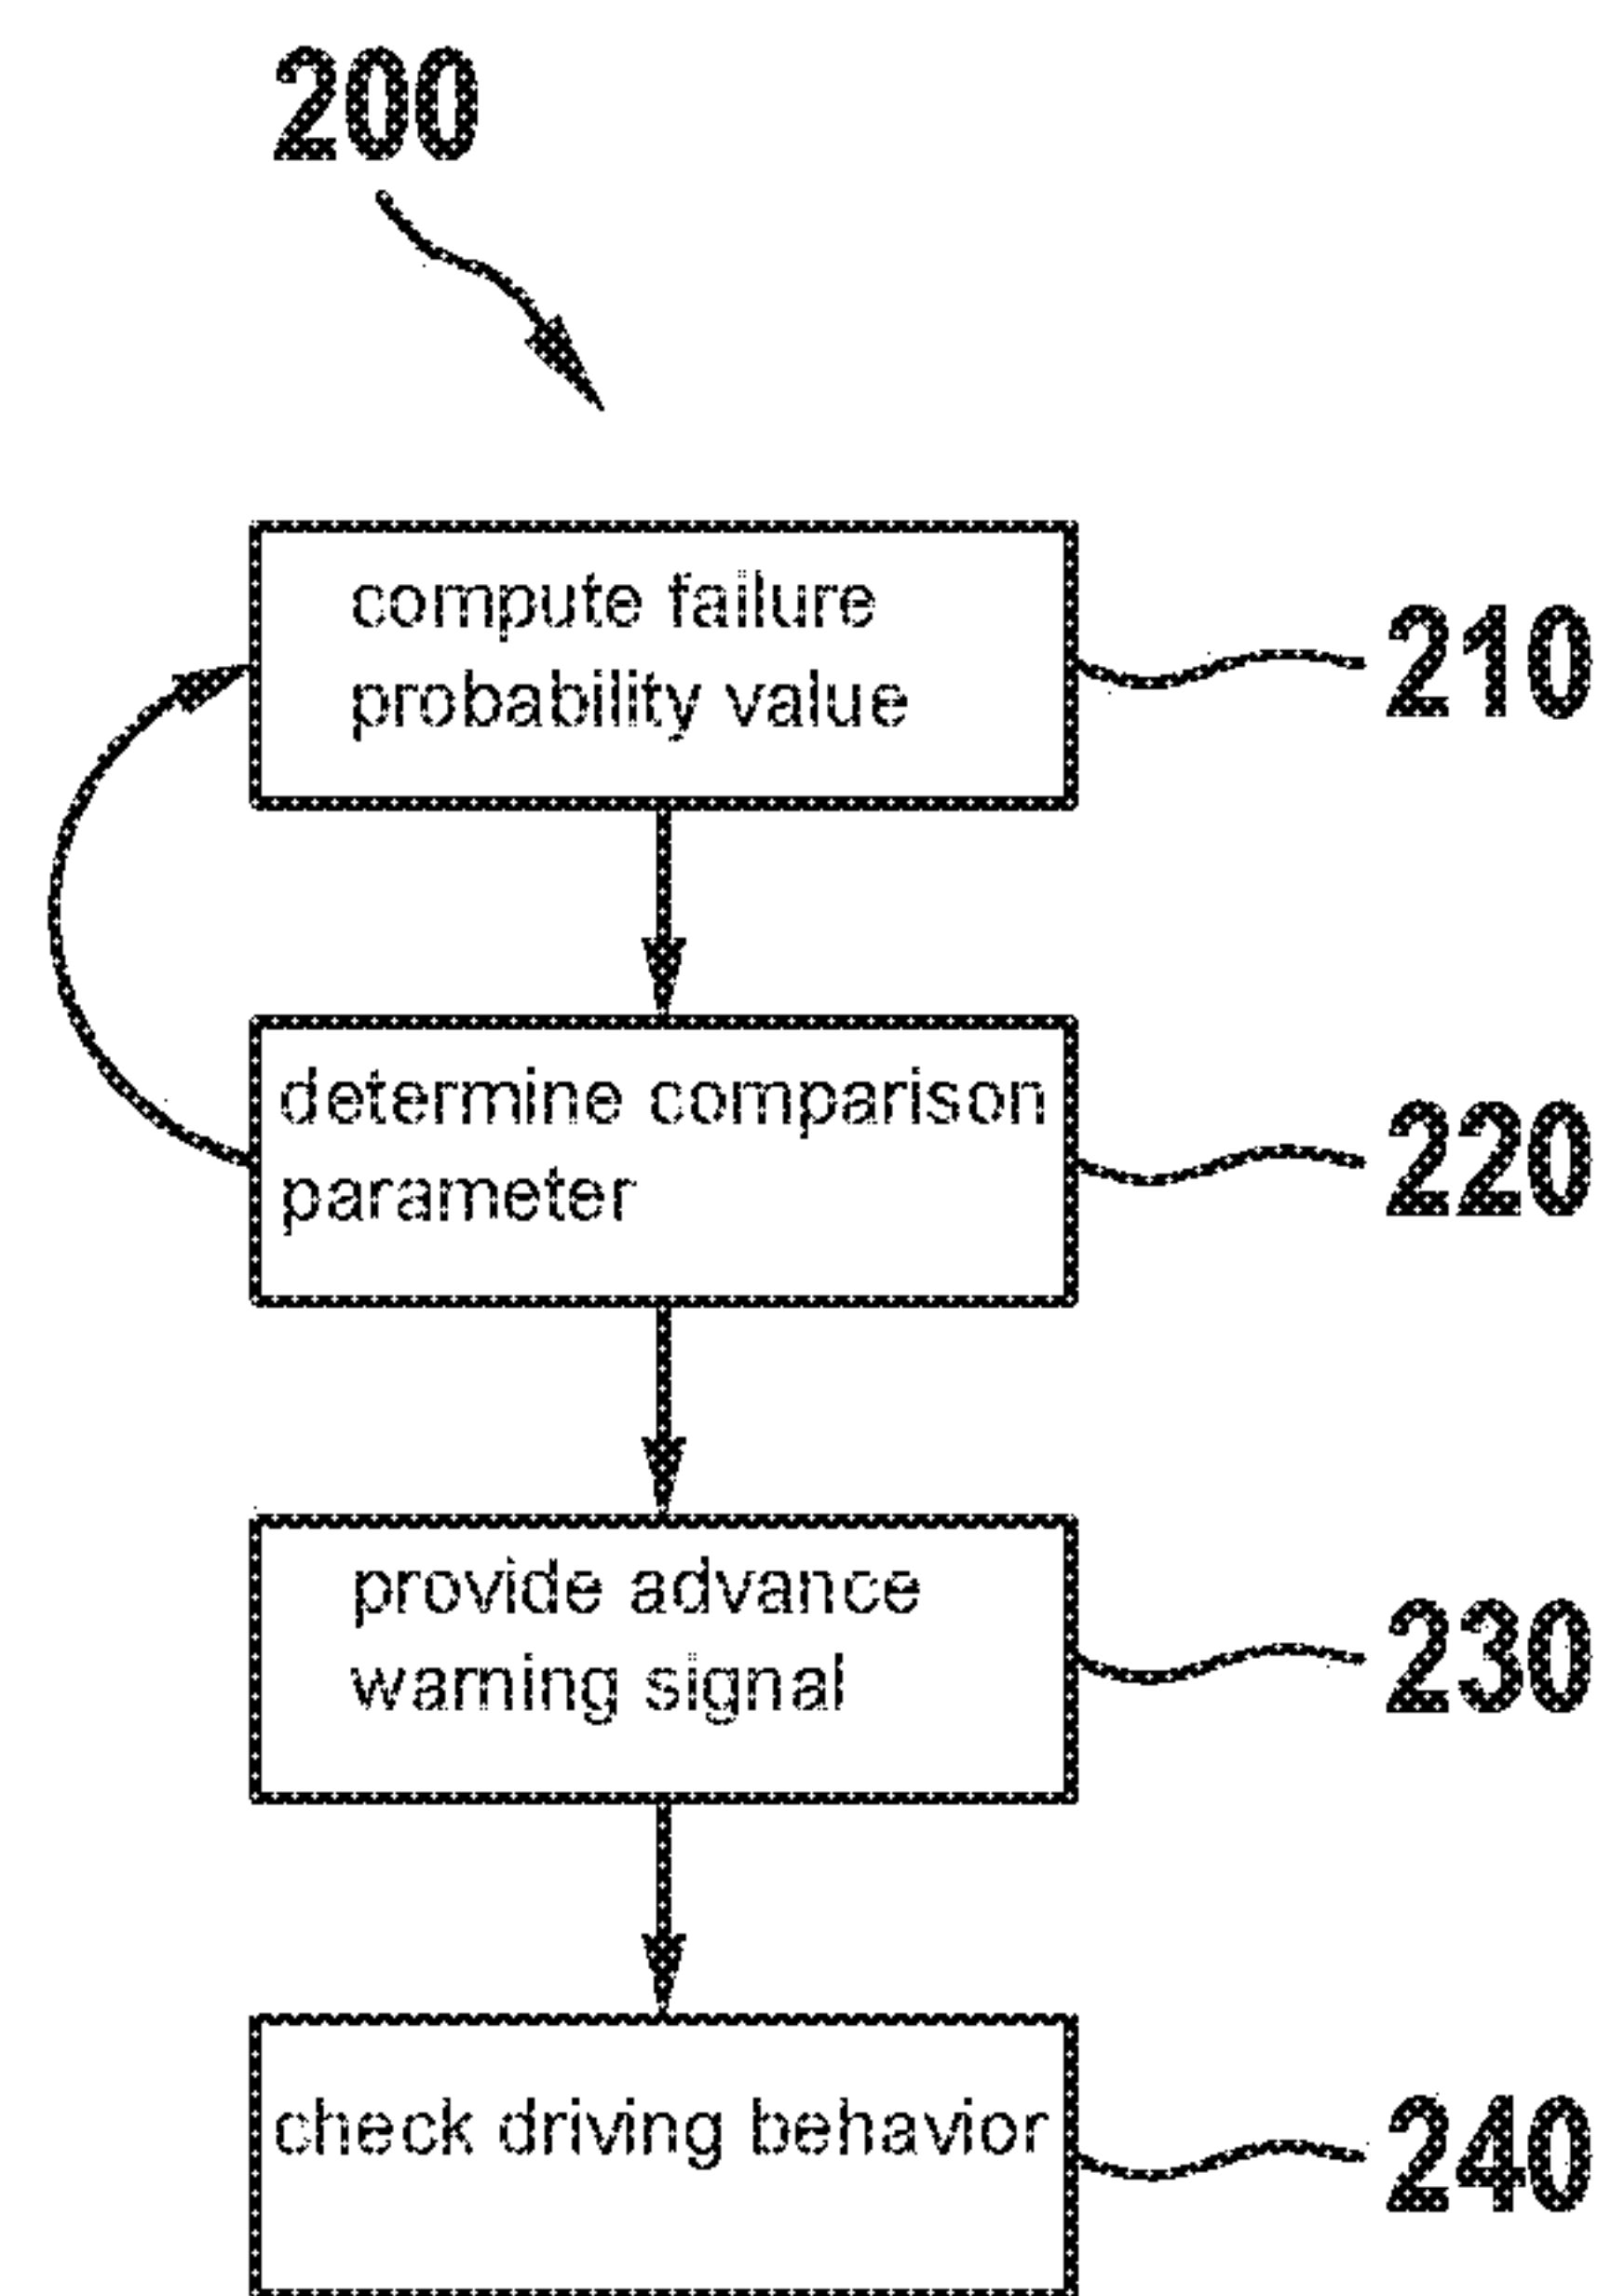 200
compute failure
probability value
210
determine comparison
parameter
220
provide advance
warning signal
230
check driving behavior
240